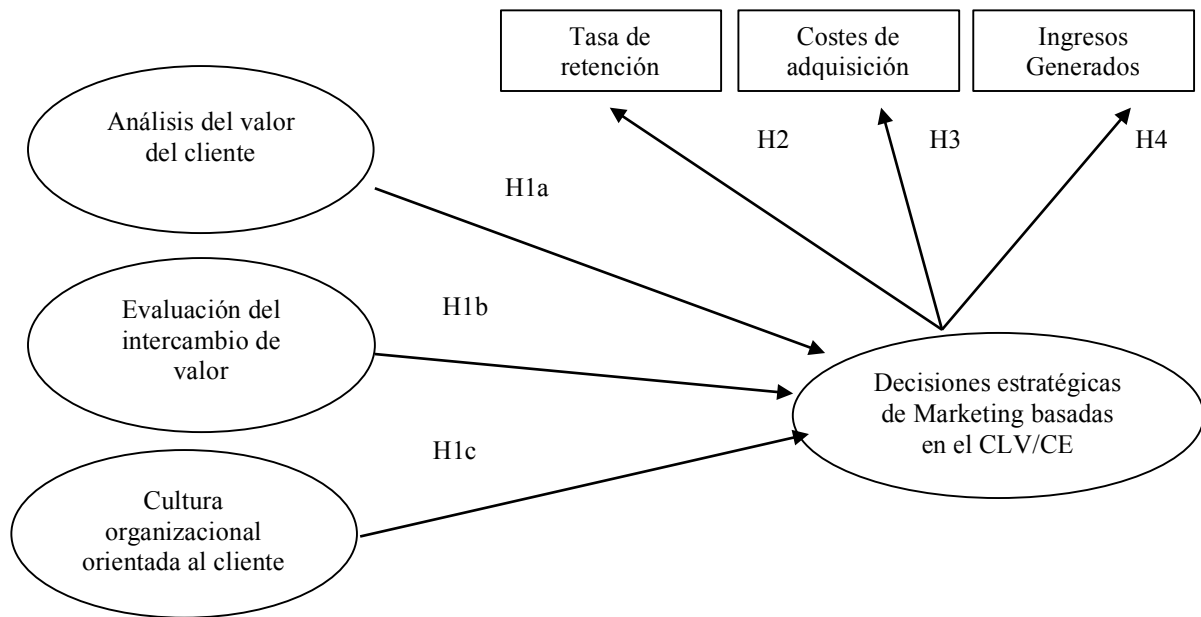 Tasa de
retención
Costes de
adquisición
Ingresos
Generados
Análisis del valor
del cliente
H2
H3
H4
H1a
Evaluación del
intercambio de
valor
H1b
Decisiones estratégicas
de Marketing basadas
en el CLV/CE
H1c
Cultura
organizacional
orientada al cliente